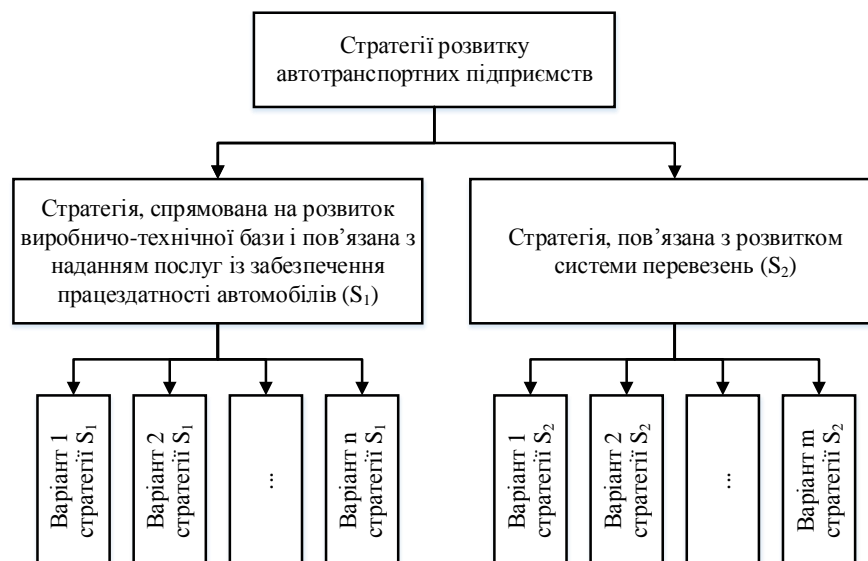 Стратегії розвитку
автотранспортних підприємств
Стратегія, спрямована на розвиток
виробничо-технічної бази і пов’язана з
наданням послуг із забезпечення
працездатності автомобілів (S₁)
Стратегія, пов’язана з розвитком
системи перевезень (S₂)
Варіант 1
стратегії S₁
Варіант 2
стратегії S₁
...
Варіант n
стратегії S₁
Варіант 1
стратегії S₂
Варіант 2
стратегії S₂
...
Варіант m
стратегії S₂